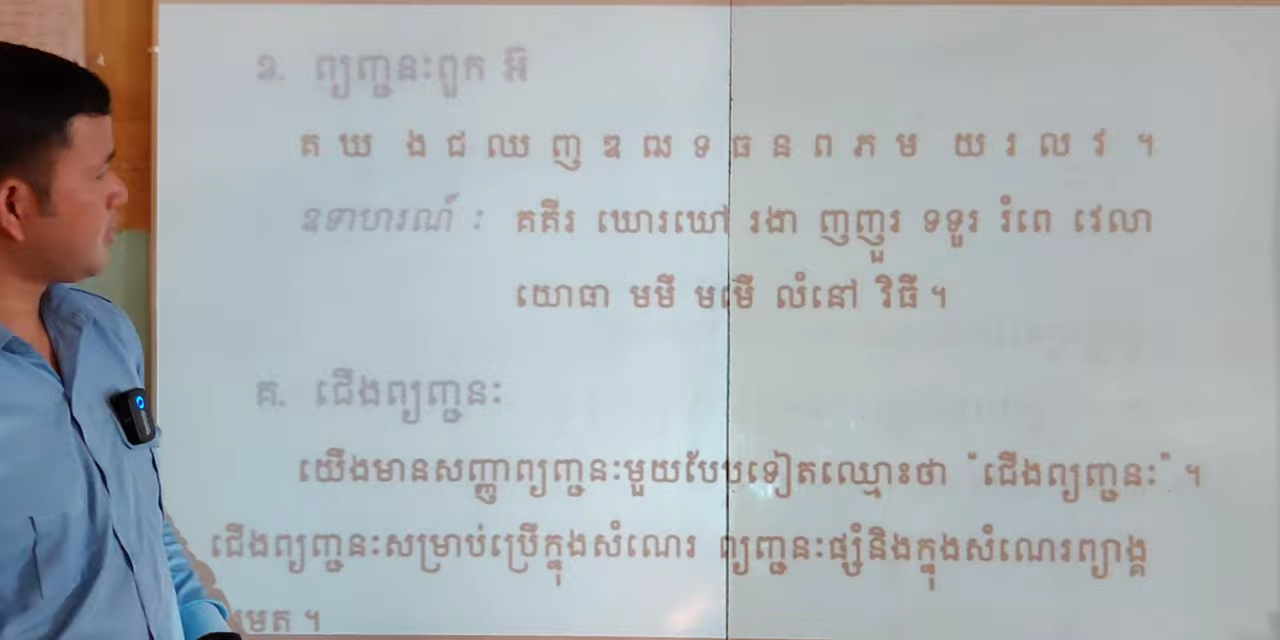 ខ. ព្យញ្ជនៈពួក អ៊
គ ឃ ង ជ ឈ ញ ឌ ឍ ទ ធ ន ព ភ ម យ រ ល វ ។
ឧទាហរណ៍ ៖ គគីរ ឃោរឃៅ រងា ញញួរ ទទូរ រំពេ វេលា
យោធា មមី មមើ លំនៅ វិធី ។
គ. ជើងព្យញ្ជនៈ
យើងមានសញ្ញាព្យញ្ជនៈមួយបែបទៀតឈ្មោះថា "ជើងព្យញ្ជនៈ" ។
ជើងព្យញ្ជនៈសម្រាប់ប្រើក្នុងសំណេរ ព្យញ្ជនៈផ្សំនិងក្នុងសំណេរព្យាង្គ
មត ។